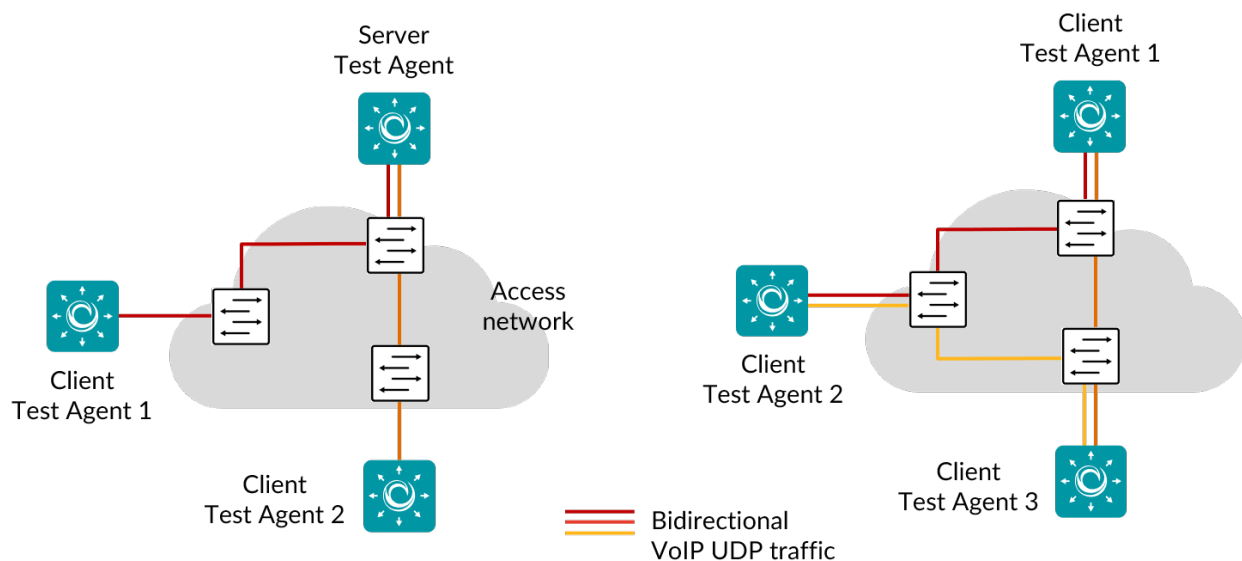 Server
Test Agent
Client
Test Agent 1
Access
network
Client
Test Agent 1
Client
Test Agent 2
Client
Test Agent 2
Client
Test Agent 3
Bidirectional
VoIP UDP traffic